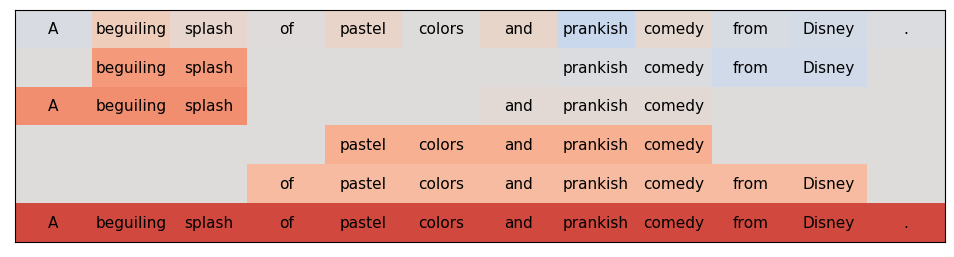 A beguiling splash of pastel colors and prankish comedy from Disney .
beguiling splash prankish comedy from Disney
A beguiling splash and prankish comedy
pastel colors and prankish comedy
of pastel colors and prankish comedy from Disney
A beguiling splash of pastel colors and prankish comedy from Disney .